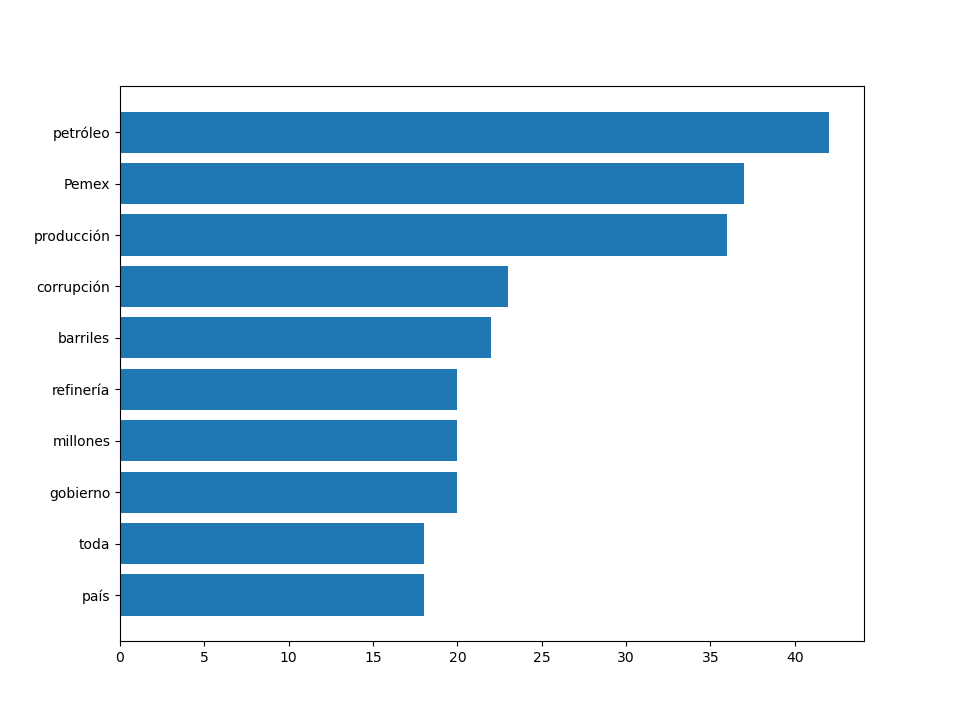 petróleo
Pemex
producción
corrupción
barriles
refinería
millones
gobierno
toda
país
0 5 10 15 20 25 30 35 40